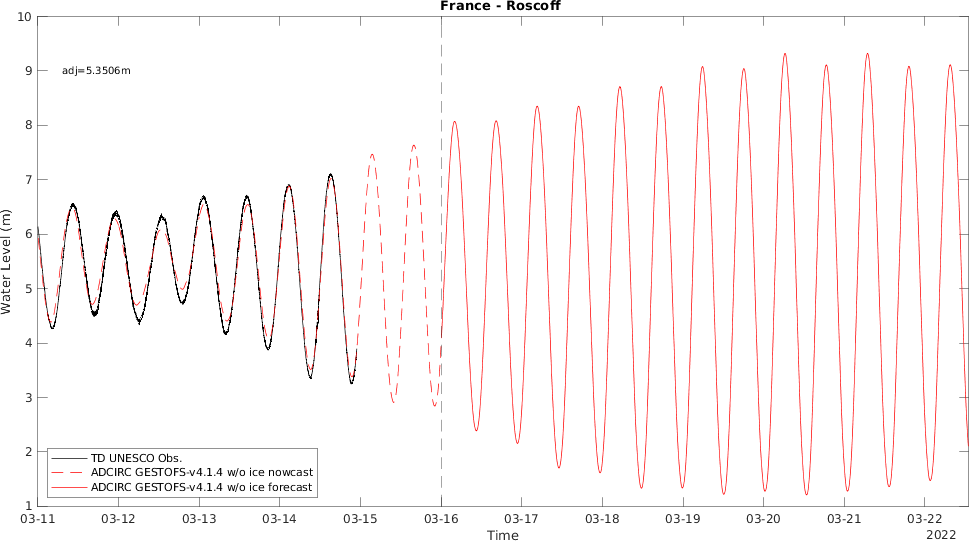 France - Roscoff
adj=5.3506m
Water Level (m)
10
9
8
7
6
5
4
3
2
1
TD UNESCO Obs.
ADCIRC GESTOFS-v4.1.4 w/o ice nowcast
ADCIRC GESTOFS-v4.1.4 w/o ice forecast
03-11 03-12 03-13 03-14 03-15 03-16 03-17 03-18 03-19 03-20 03-21 03-22
Time
2022